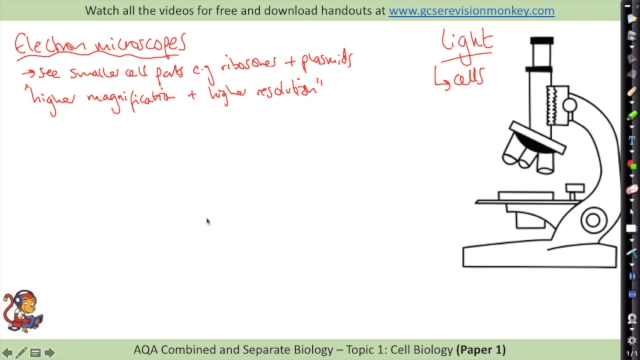 Watch all the videos for free and download handouts at www.gcserevisionmonkey.com
Electron microscopes
→ see smaller cell parts e.g ribosomes + plasmids
"higher magnification + higher resolution"
light
↳ cells
AQA Combined and Separate Biology – Topic 1: Cell Biology (Paper 1)